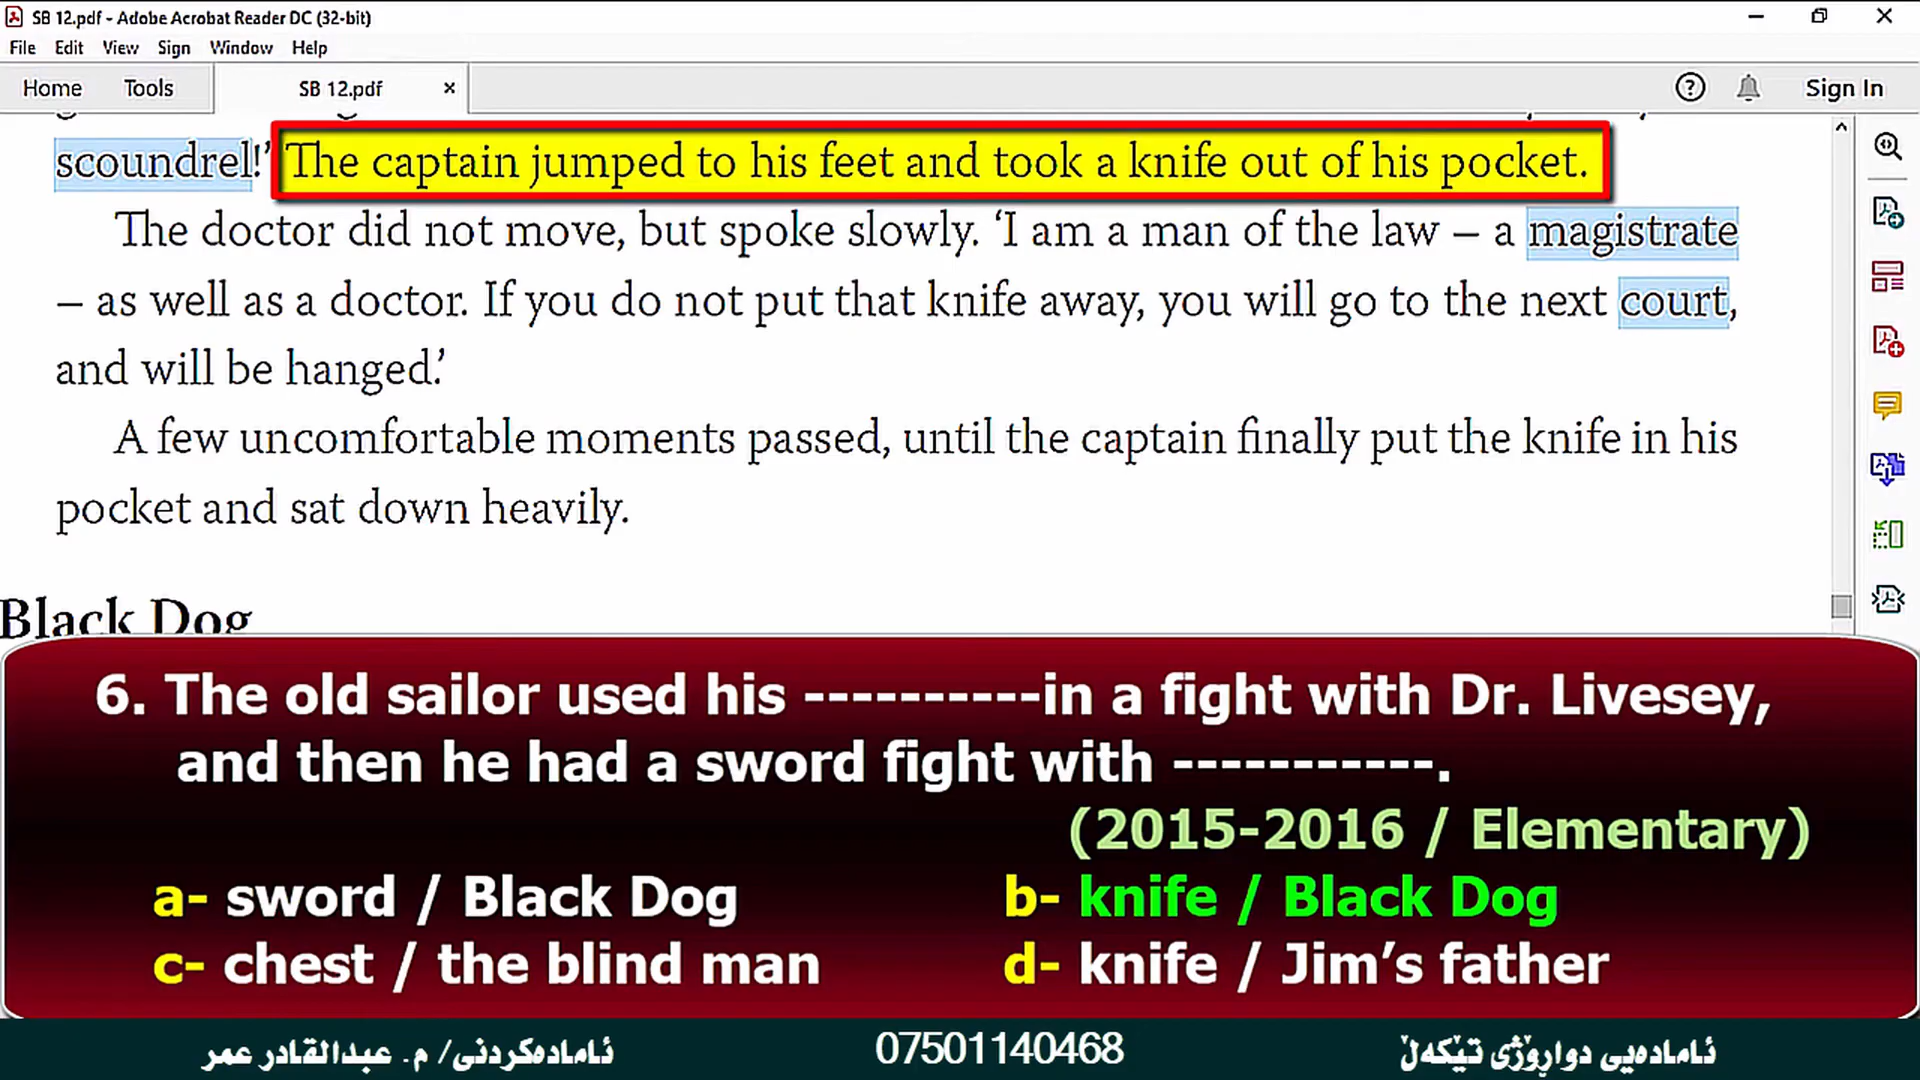 SB 12.pdf - Adobe Acrobat Reader DC (32-bit)
File Edit View Sign Window Help
Home Tools SB 12.pdf × Sign In
scoundrel!’ The captain jumped to his feet and took a knife out of his pocket.
The doctor did not move, but spoke slowly. ‘I am a man of the law – a magistrate
– as well as a doctor. If you do not put that knife away, you will go to the next court,
and will be hanged.’
A few uncomfortable moments passed, until the captain finally put the knife in his
pocket and sat down heavily.
Black Dog
6. The old sailor used his ----------in a fight with Dr. Livesey,
and then he had a sword fight with -----------.
(2015-2016 / Elementary)
a- sword / Black Dog b- knife / Black Dog
c- chest / the blind man d- knife / Jim’s father
ئامادەکردنی/ م. عبدالقادر عمر 07501140468 ئامادەیی دواڕۆژی تێکەڵ